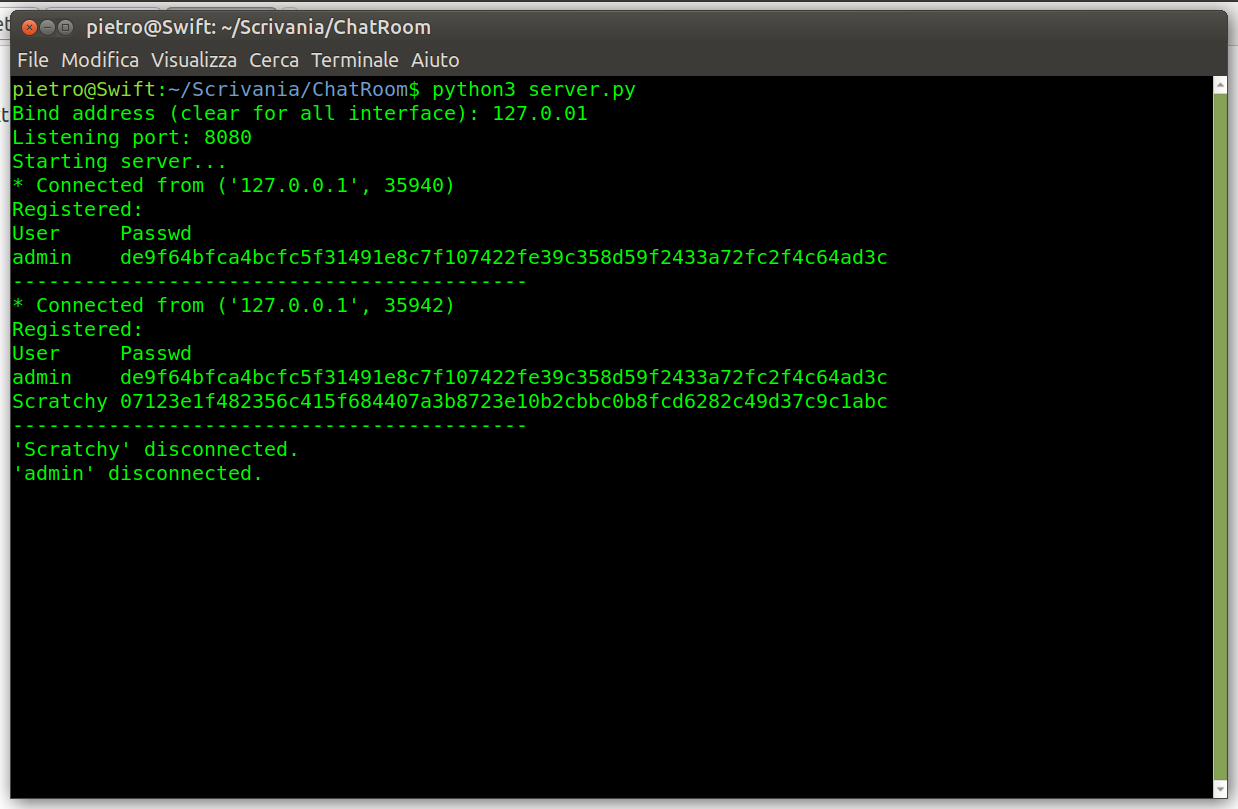 pietro@Swift: ~/Scrivania/ChatRoom
File Modifica Visualizza Cerca Terminale Aiuto
pietro@Swift:~/Scrivania/ChatRoom$ python3 server.py
Bind address (clear for all interface): 127.0.01
Listening port: 8080
Starting server...
* Connected from ('127.0.0.1', 35940)
Registered:
User     Passwd
admin    de9f64bfca4bcfc5f31491e8c7f107422fe39c358d59f2433a72fc2f4c64ad3c
-------------------------------------------
* Connected from ('127.0.0.1', 35942)
Registered:
User     Passwd
admin    de9f64bfca4bcfc5f31491e8c7f107422fe39c358d59f2433a72fc2f4c64ad3c
Scratchy 07123e1f482356c415f684407a3b8723e10b2cbbc0b8fcd6282c49d37c9c1abc
-------------------------------------------
'Scratchy' disconnected.
'admin' disconnected.